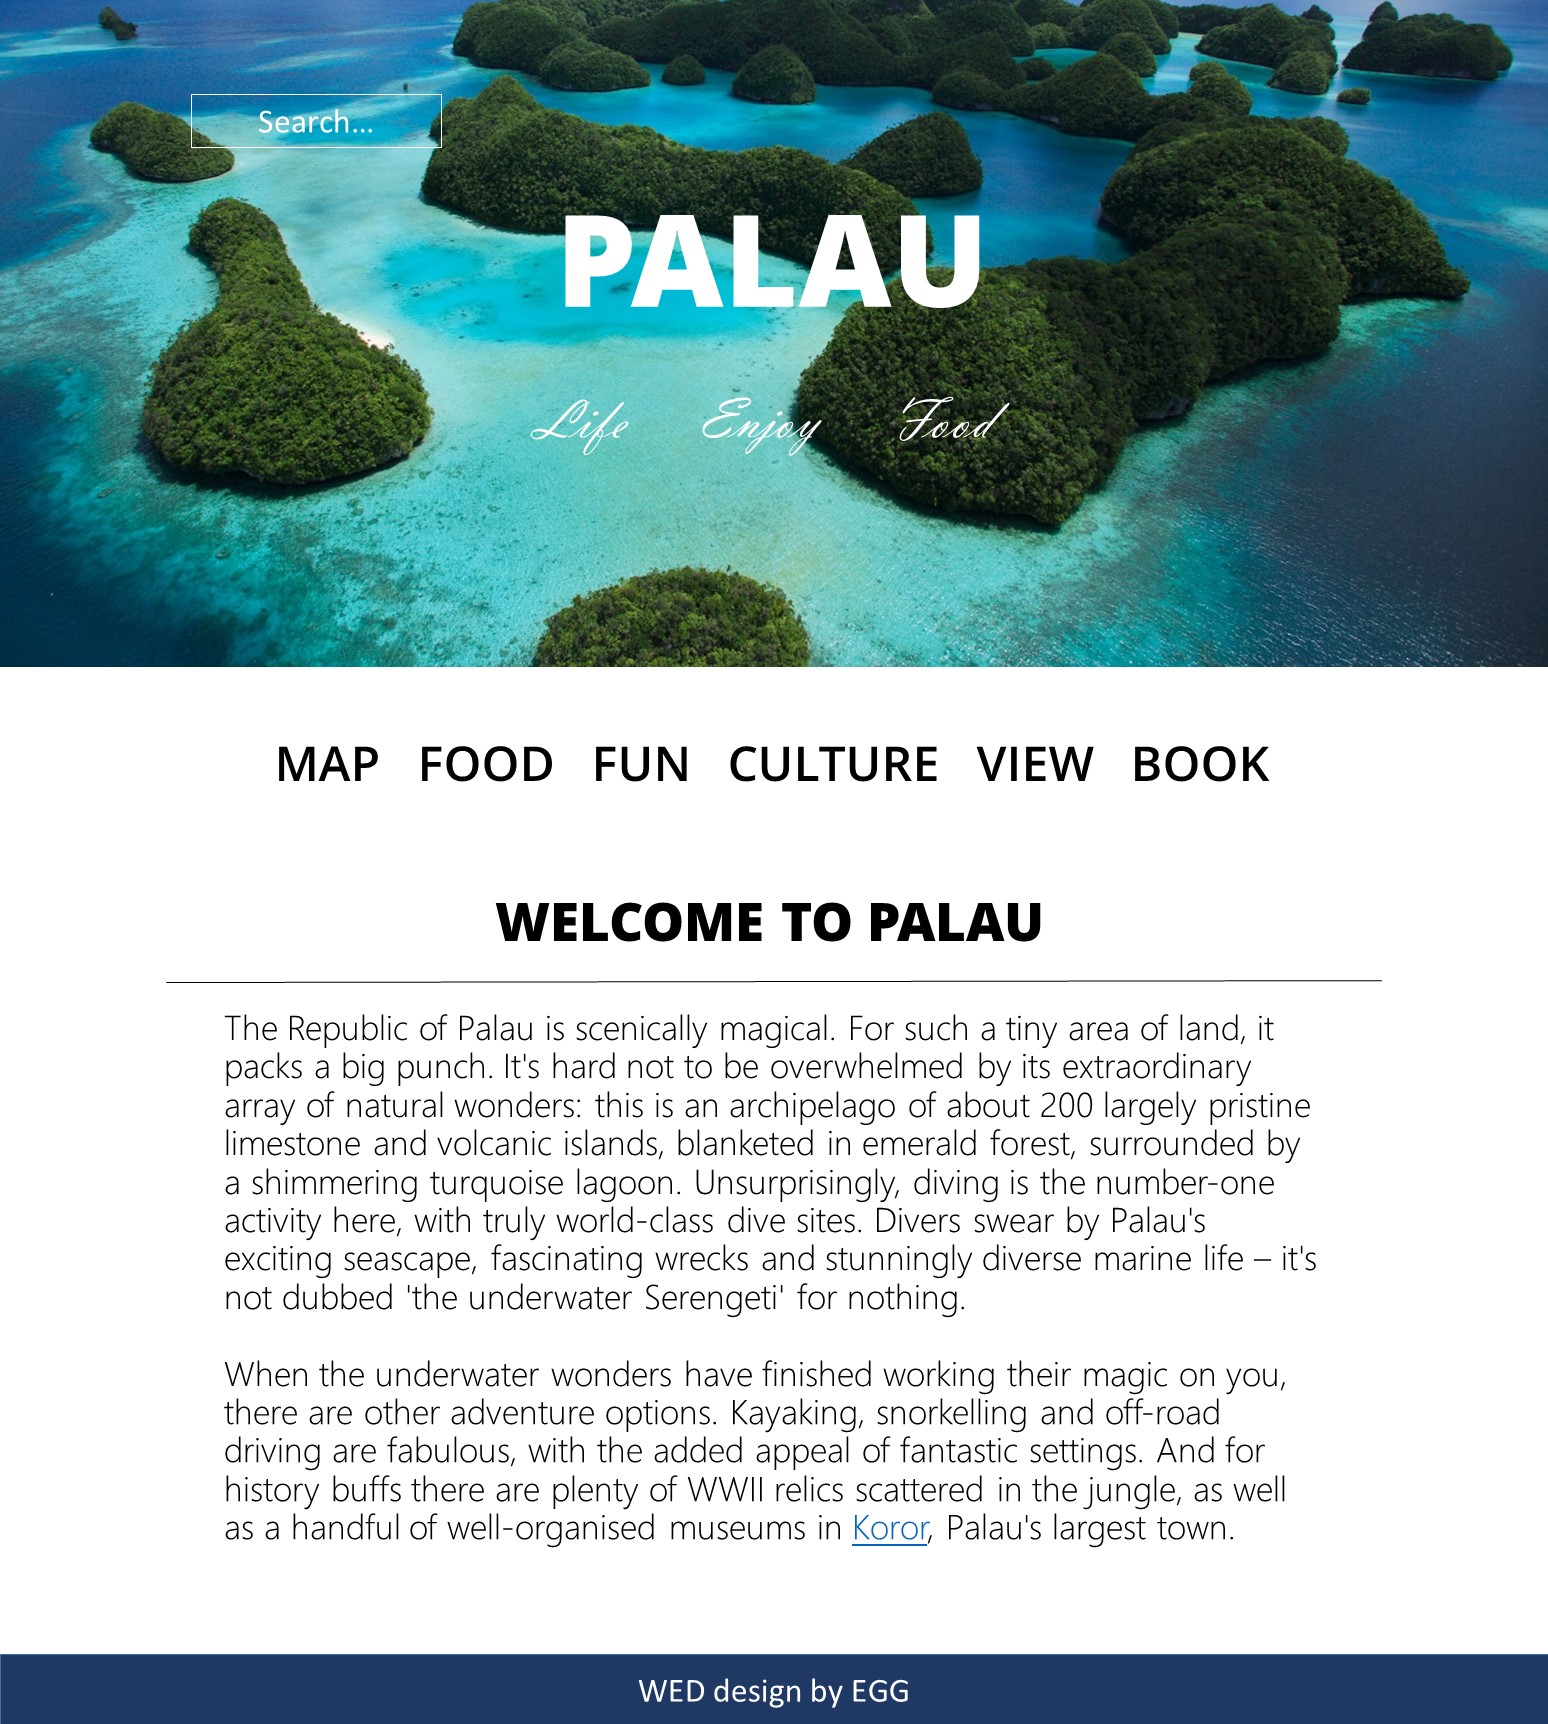 Search...
PALAU
Life Enjoy Food
MAP FOOD FUN CULTURE VIEW BOOK
WELCOME TO PALAU
The Republic of Palau is scenically magical. For such a tiny area of land, it
packs a big punch. It's hard not to be overwhelmed by its extraordinary
array of natural wonders: this is an archipelago of about 200 largely pristine
limestone and volcanic islands, blanketed in emerald forest, surrounded by
a shimmering turquoise lagoon. Unsurprisingly, diving is the number-one
activity here, with truly world-class dive sites. Divers swear by Palau's
exciting seascape, fascinating wrecks and stunningly diverse marine life – it's
not dubbed 'the underwater Serengeti' for nothing.
When the underwater wonders have finished working their magic on you,
there are other adventure options. Kayaking, snorkelling and off-road
driving are fabulous, with the added appeal of fantastic settings. And for
history buffs there are plenty of WWII relics scattered in the jungle, as well
as a handful of well-organised museums in Koror, Palau's largest town.
WED design by EGG